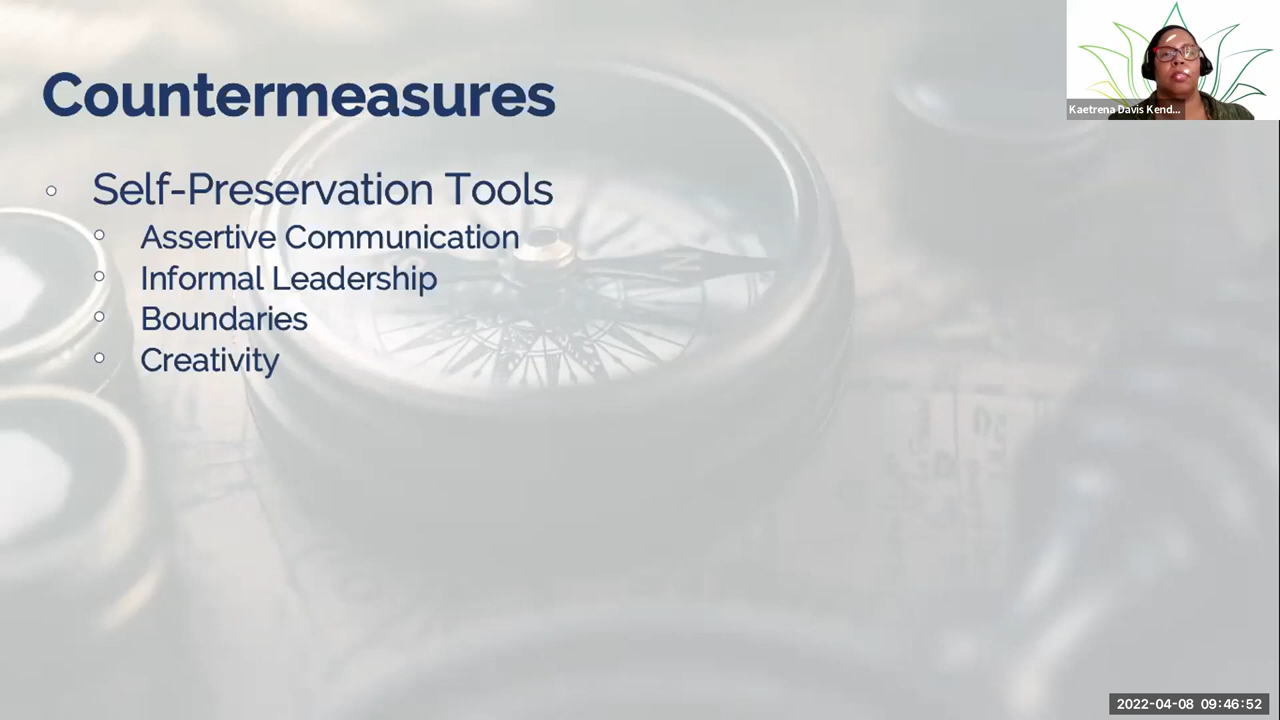 Countermeasures
Self-Preservation Tools
Assertive Communication
Informal Leadership
Boundaries
Creativity
Kaetrena Davis Kend...
2022-04-08 09:46:52